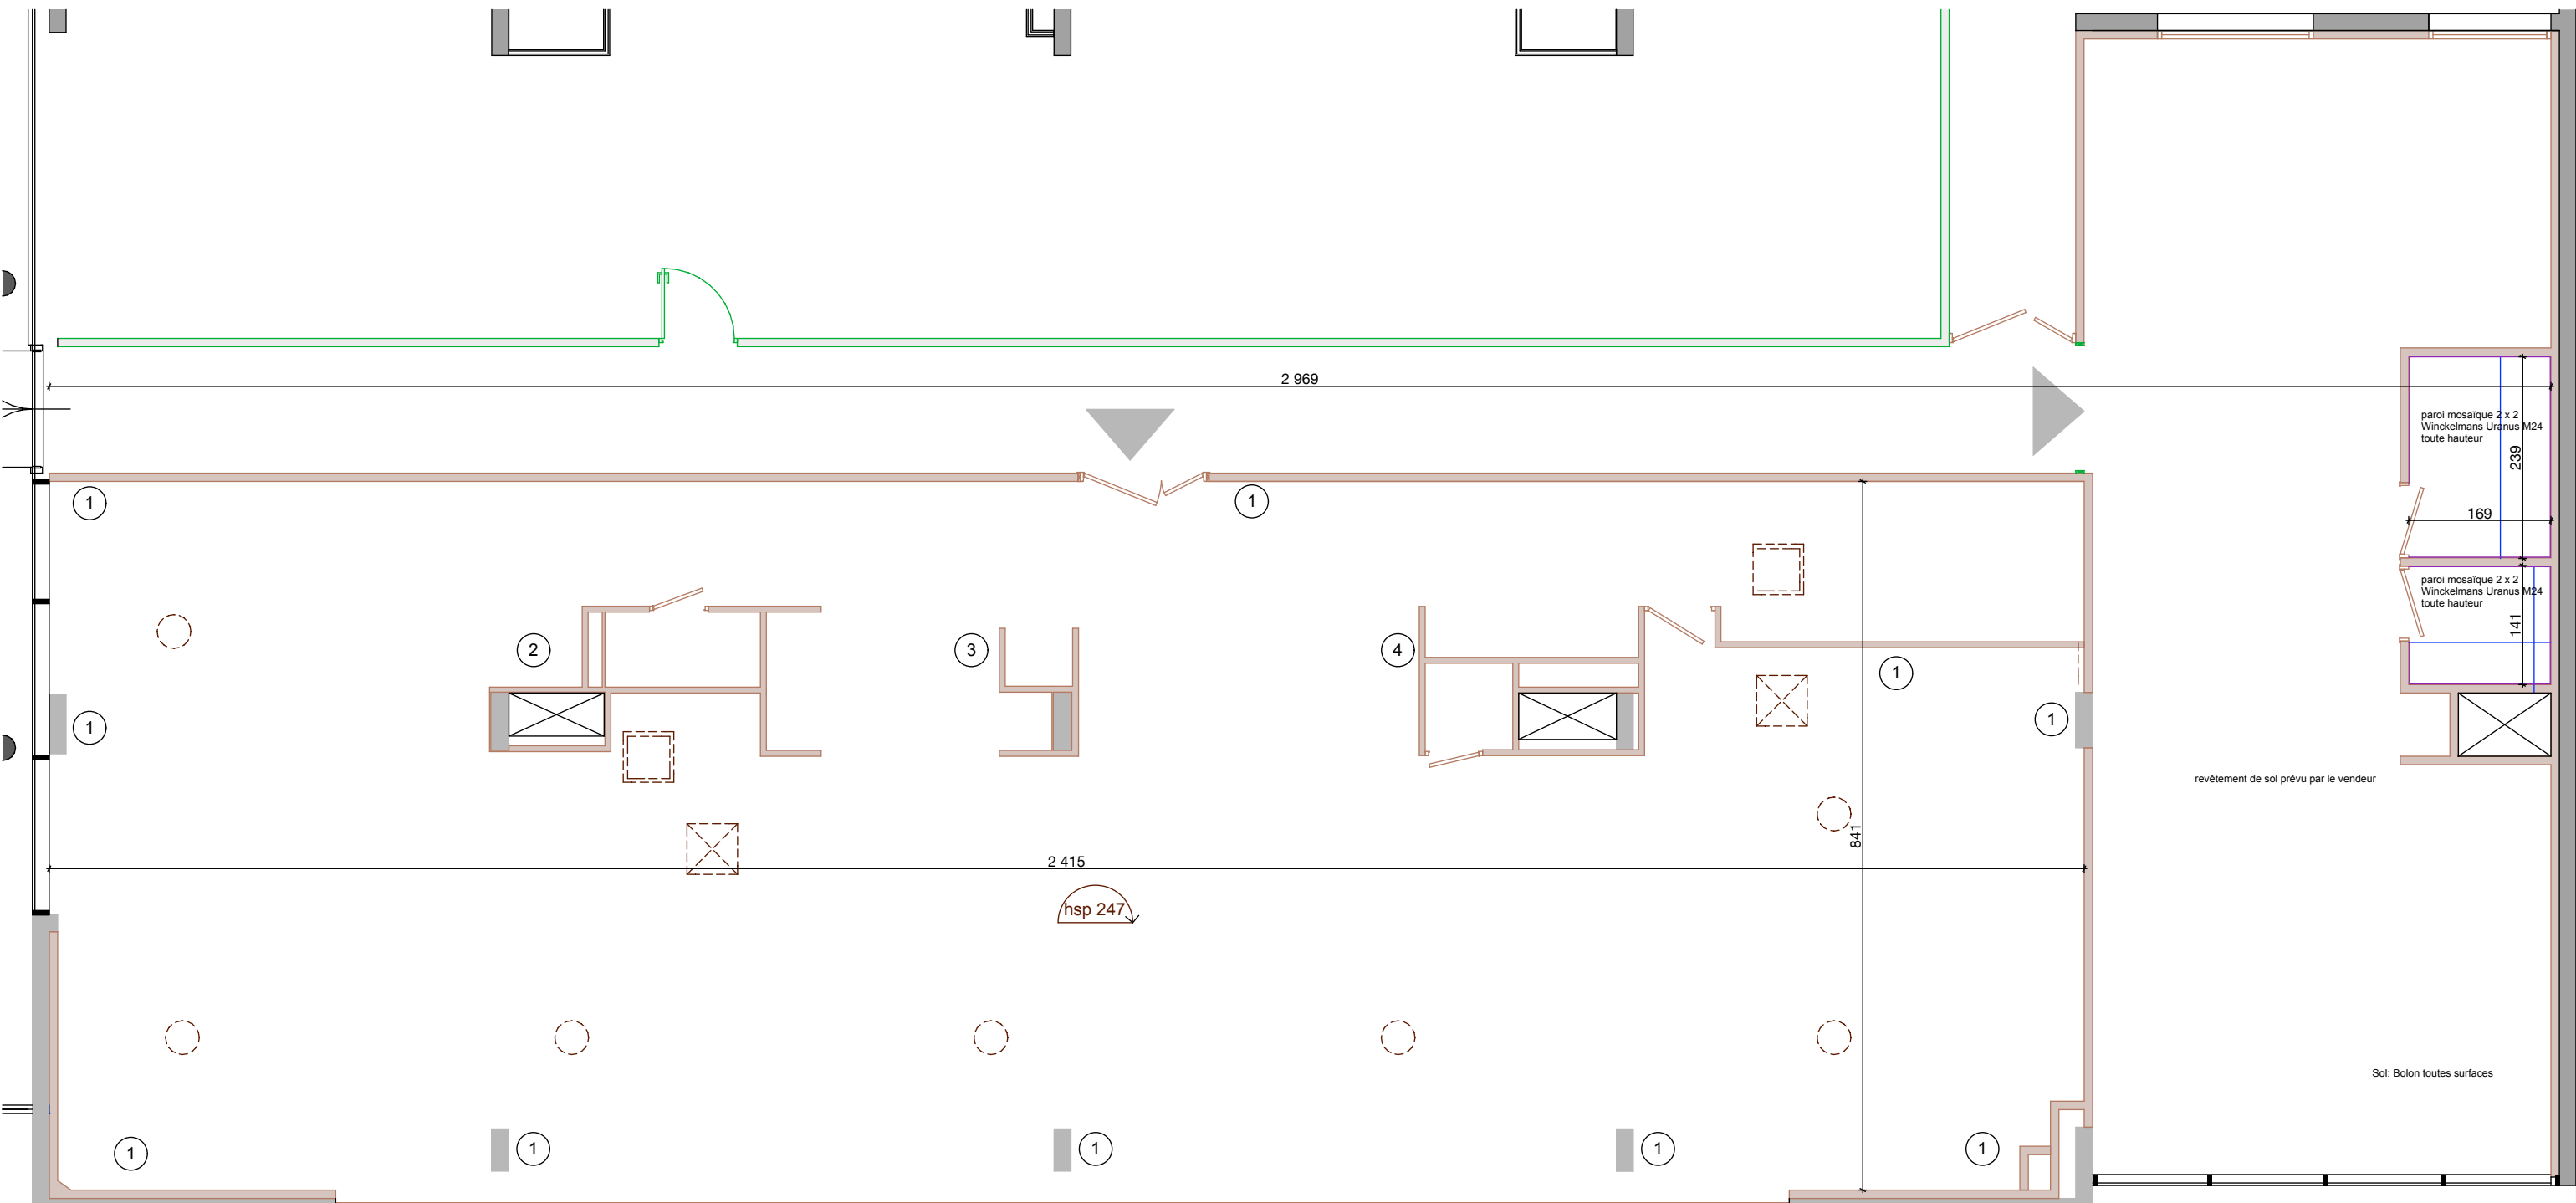 2 969
paroi mosaïque 2 x 2
Winckelmans Uranus M24
toute hauteur
239
1
1
169
paroi mosaïque 2 x 2
Winckelmans Uranus M24
toute hauteur
141
2
3
4
1
1
1
revêtement de sol prévu par le vendeur
841
2 415
hsp 247
Sol: Bolon toutes surfaces
1
1
1
1
1